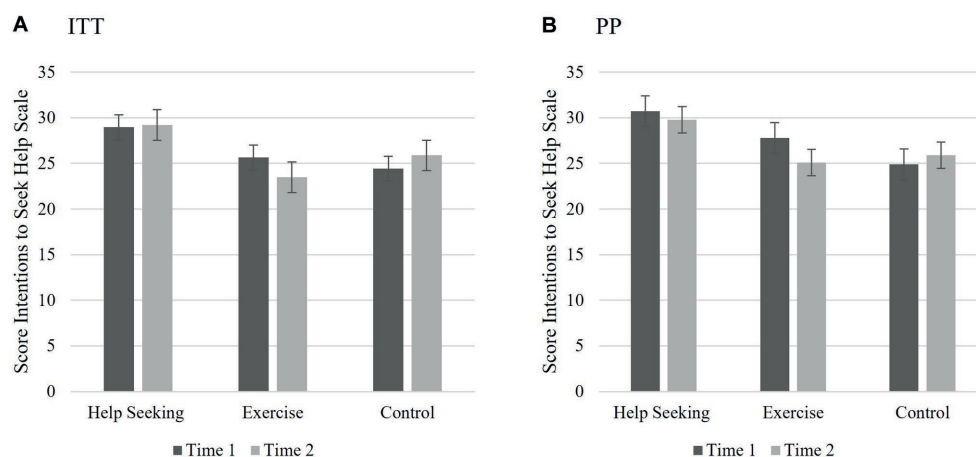 A ITT
Score Intentions to Seek Help Scale
35
30
25
20
15
10
5
0
Help Seeking Exercise Control
Time 1 Time 2
B PP
Score Intentions to Seek Help Scale
35
30
25
20
15
10
5
0
Help Seeking Exercise Control
Time 1 Time 2